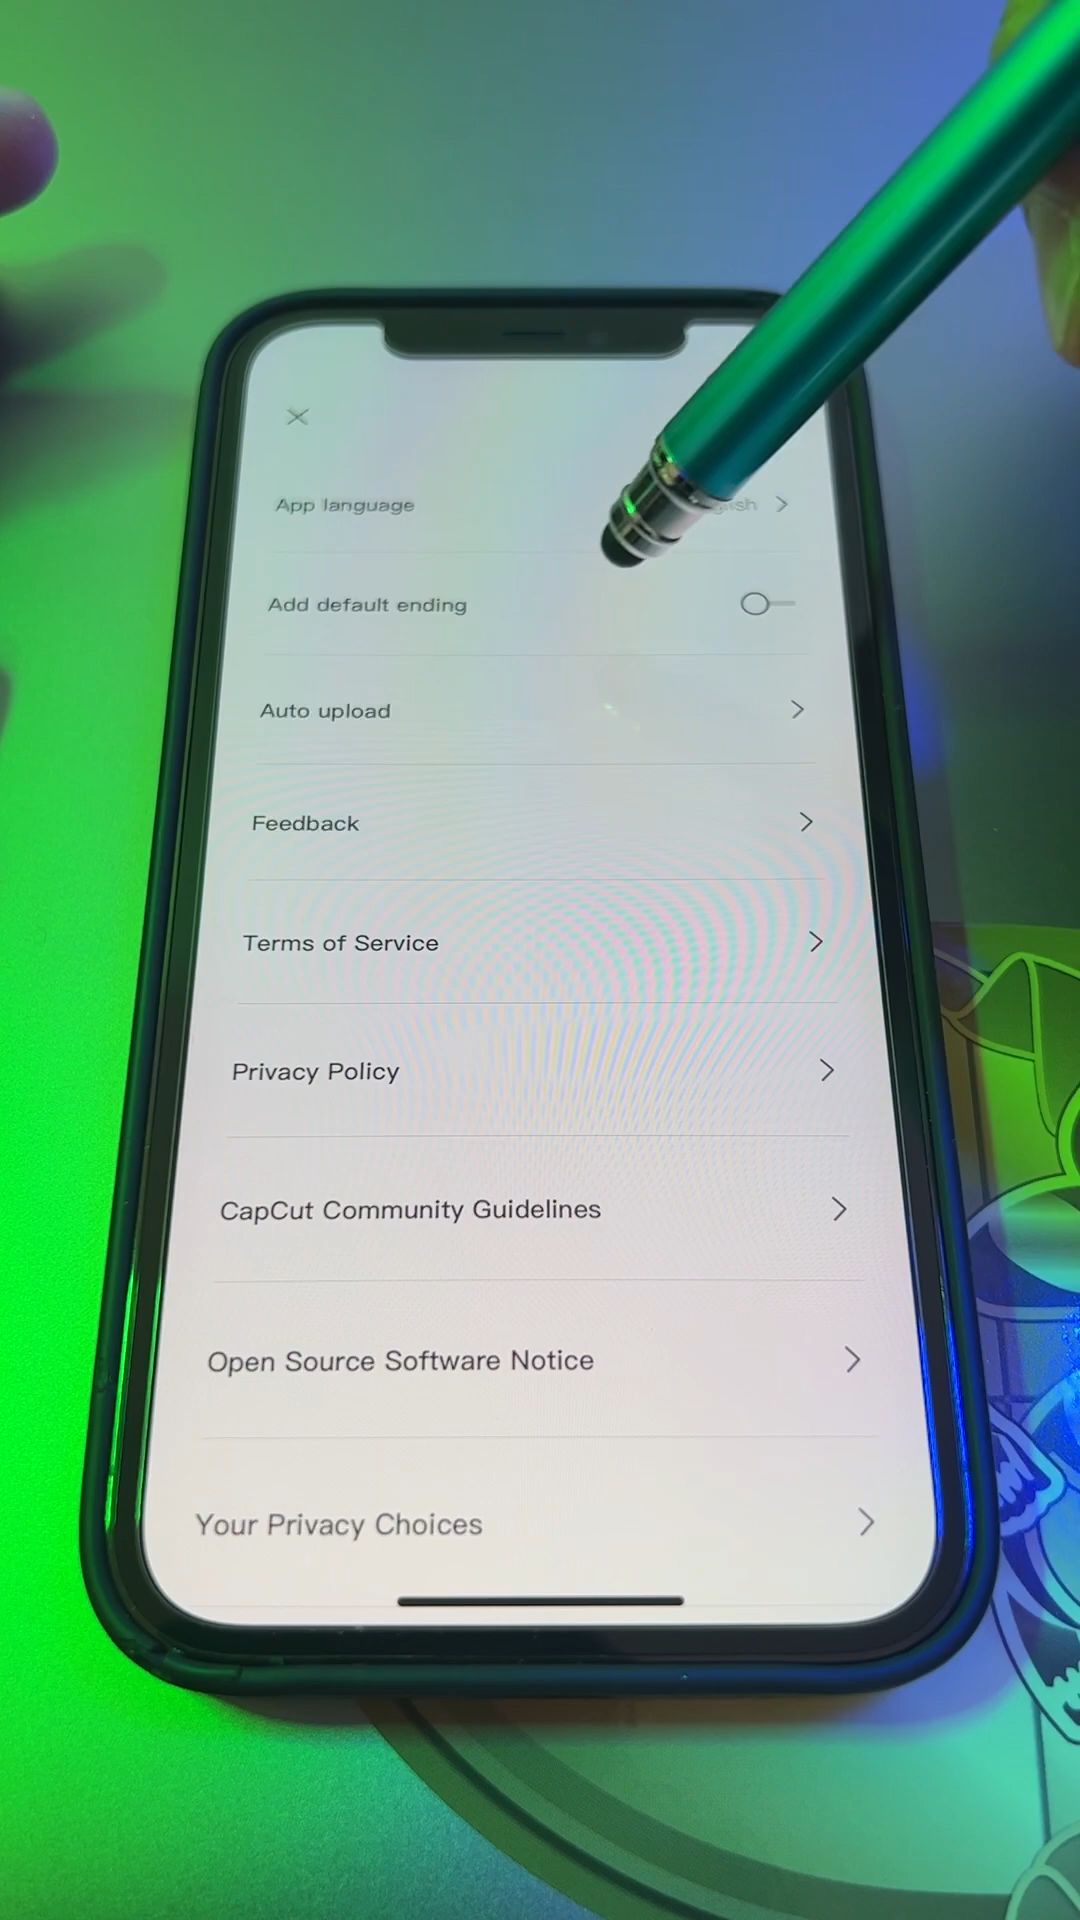 App language
Add default ending
Auto upload
Feedback
Terms of Service
Privacy Policy
CapCut Community Guidelines
Open Source Software Notice
Your Privacy Choices